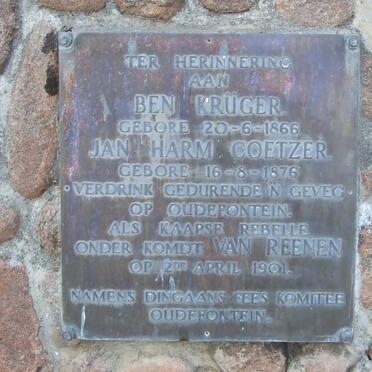 TER HERINNERING
AAN
BEN KRÜGER.
GEBORE 20-6-1866
JAN HARM COETZER.
GEBORE 16-8-1876
VERDRINK GEDURENDE 'N GEVEG
OP OUDEFONTEIN.
ALS KAAPSE REBELLE
ONDER KOMDT VAN REENEN
OP 2DE APRIL 1901.
NAMENS DINGAANS FEES KOMITEE
OUDEFONTEIN.